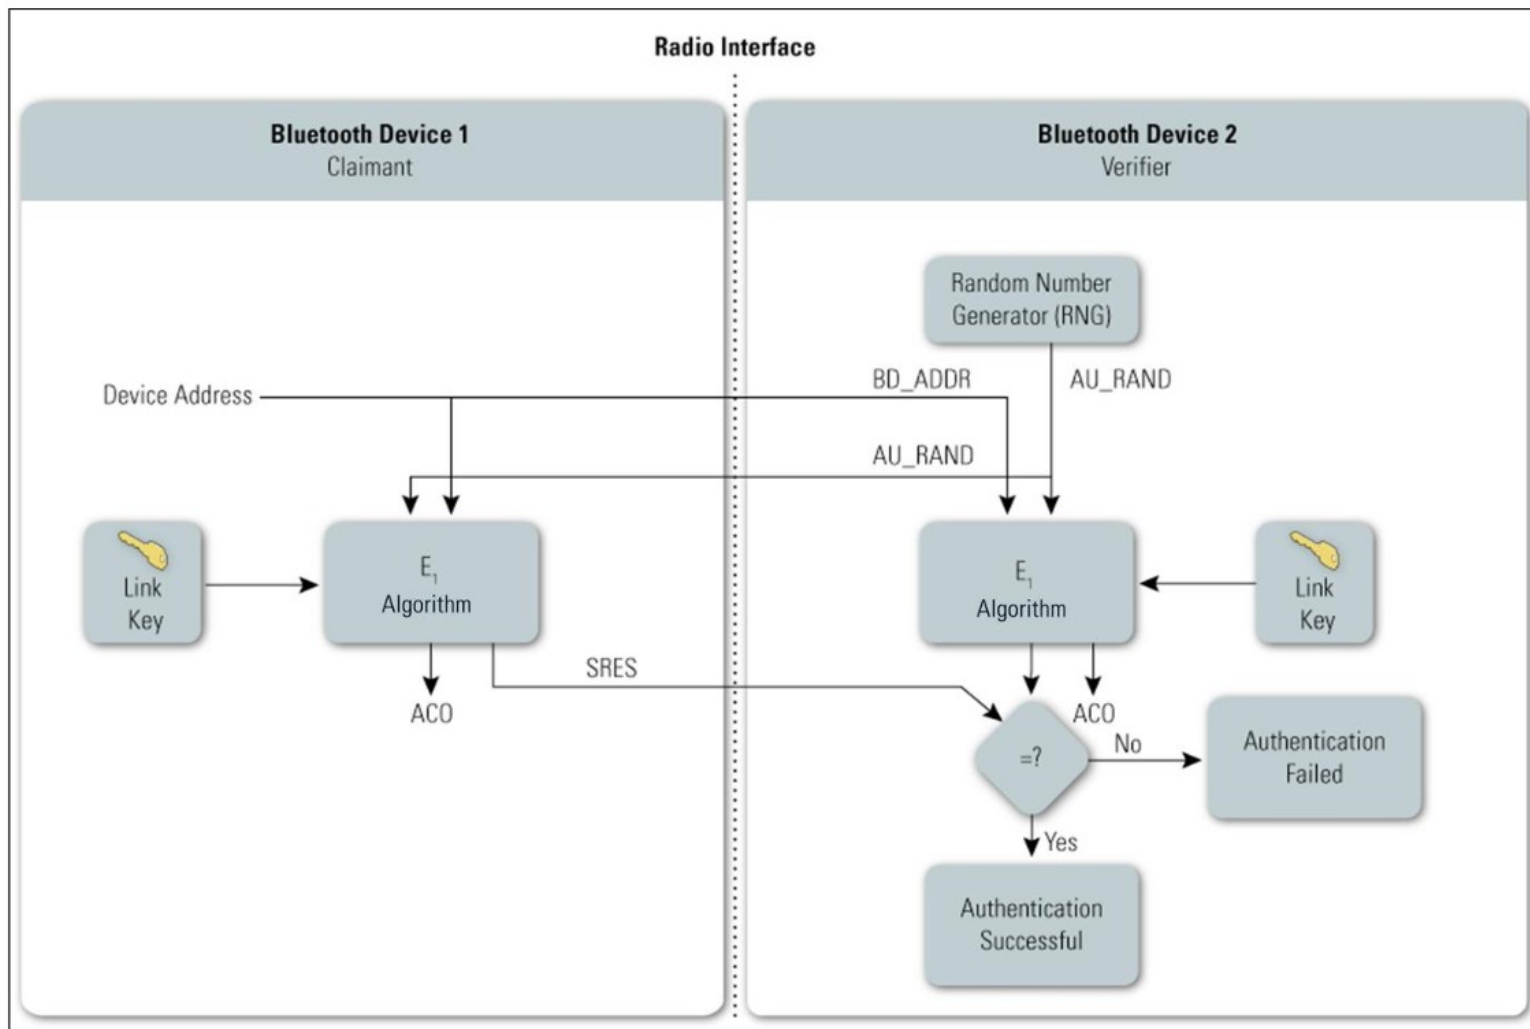 Radio Interface
Bluetooth Device 1
Claimant
Bluetooth Device 2
Verifier
Random Number
Generator (RNG)
Device Address
BD_ADDR
AU_RAND
AU_RAND
Link
Key
E1
Algorithm
E1
Algorithm
Link
Key
SRES
ACO
ACO
=?
No
Authentication
Failed
Yes
Authentication
Successful